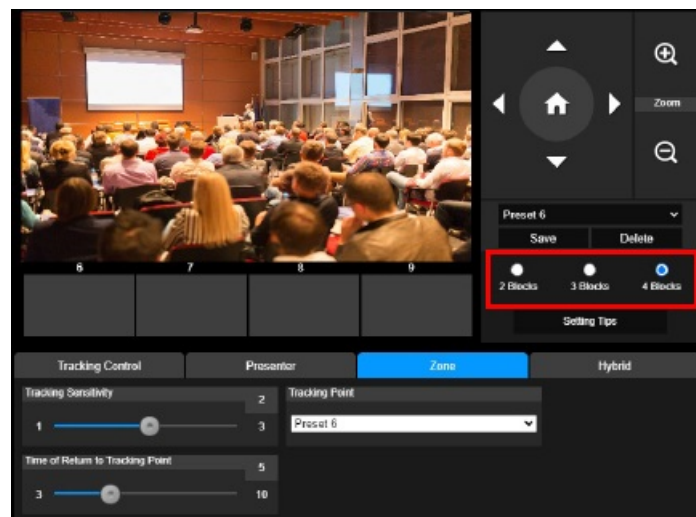 Zoom
Preset 6
Save Delete
6 7 8 9
2 Blocks 3 Blocks 4 Blocks
Setting Tips
Tracking Control Presenter Zone Hybrid
Tracking Sensitivity 2
1 3
Tracking Point
Preset 6
Time of Return to Tracking Point 5
3 10